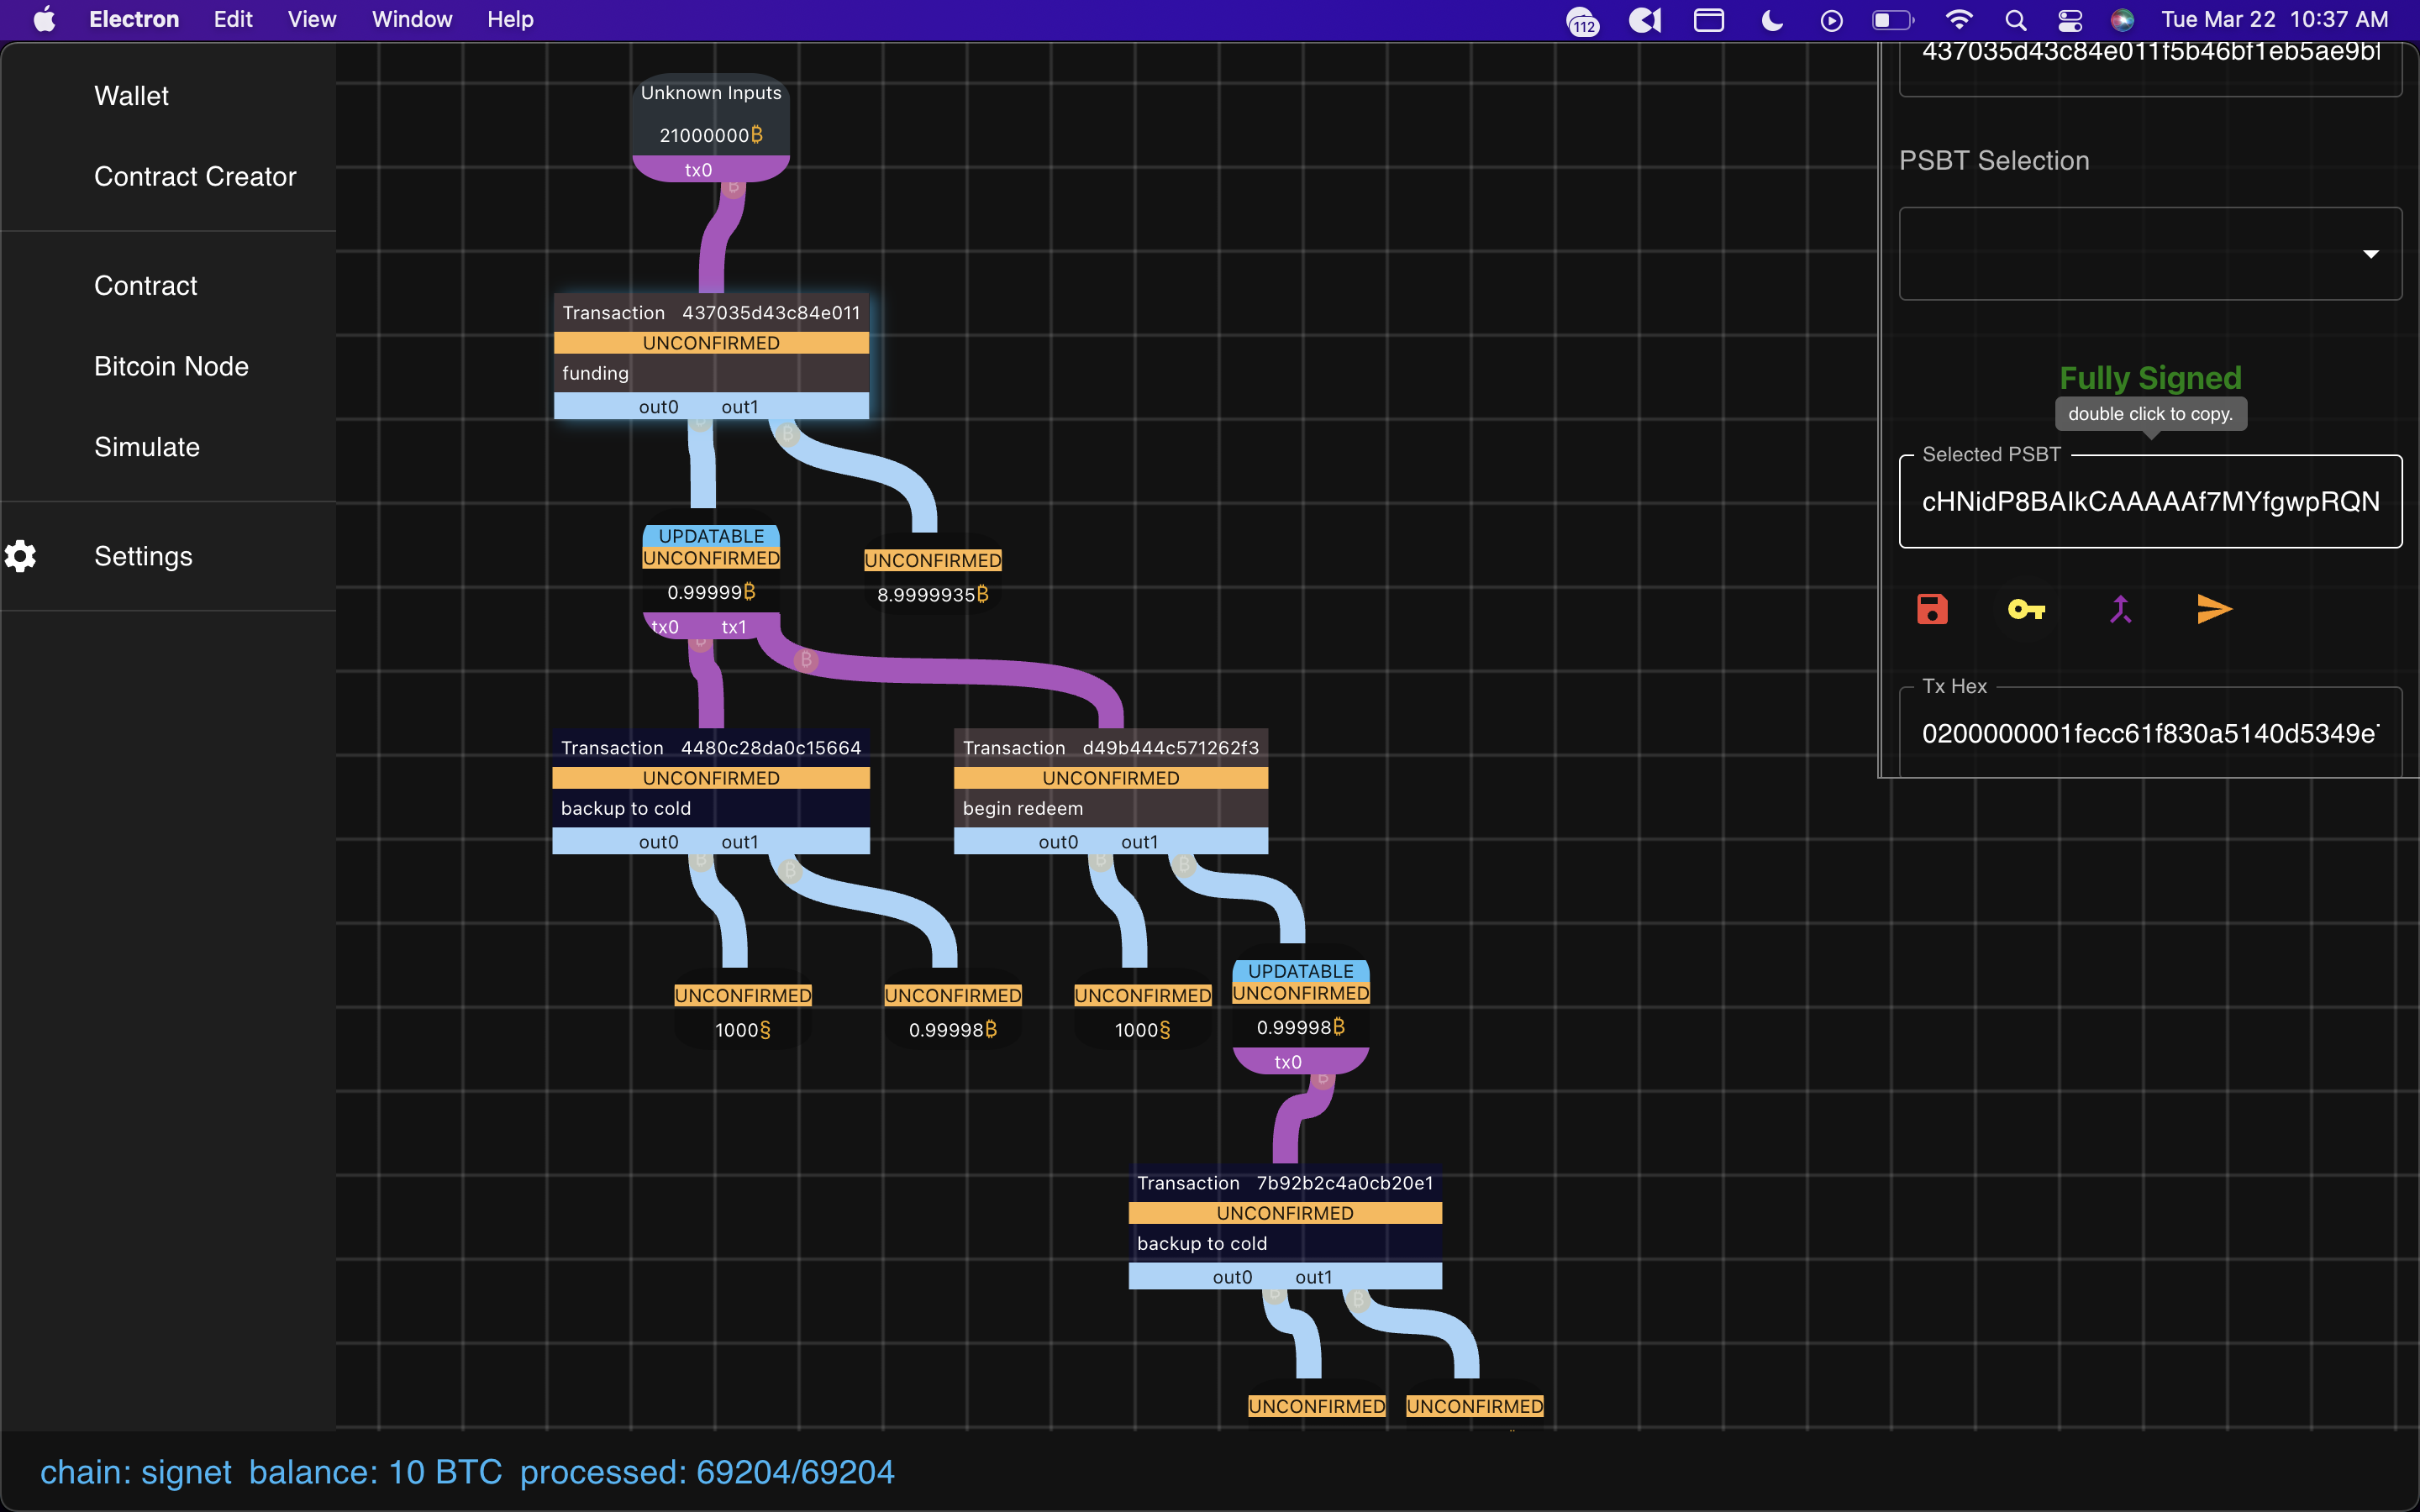 Electron Edit View Window Help 112 Tue Mar 22 10:37 AM
Wallet
Contract Creator
Contract
Bitcoin Node
Simulate
Settings
Unknown Inputs
21000000₿
tx0
Transaction 437035d43c84e011
UNCONFIRMED
funding
out0 out1
UPDATABLE
UNCONFIRMED
0.99999₿
tx0 tx1
UNCONFIRMED
8.9999935₿
Transaction 4480c28da0c15664
UNCONFIRMED
backup to cold
out0 out1
Transaction d49b444c571262f3
UNCONFIRMED
begin redeem
out0 out1
UNCONFIRMED
1000§
UNCONFIRMED
0.99998₿
UNCONFIRMED
1000§
UPDATABLE
UNCONFIRMED
0.99998₿
tx0
Transaction 7b92b2c4a0cb20e1
UNCONFIRMED
backup to cold
out0 out1
UNCONFIRMED
UNCONFIRMED
437035d43c84e011f5b46bf1eb5ae9bf
PSBT Selection
Fully Signed
double click to copy.
Selected PSBT
cHNidP8BAIkCAAAAAf7MYfgwpRQN
Tx Hex
0200000001fecc61f830a5140d5349e
chain: signet balance: 10 BTC processed: 69204/69204